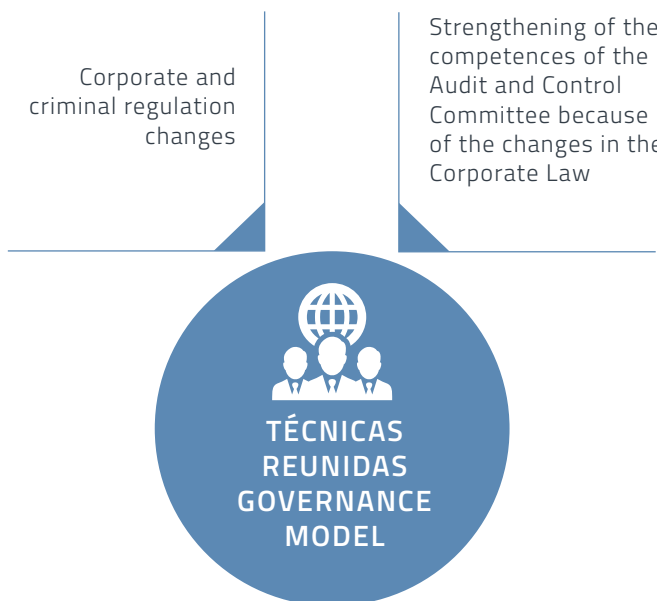 Corporate and
criminal regulation
changes
Strengthening of the
competences of the
Audit and Control
Committee because
of the changes in the
Corporate Law
TÉCNICAS
REUNIDAS
GOVERNANCE
MODEL